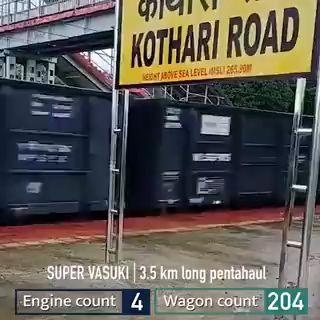 KOTHARI ROAD
HEIGHT ABOVE SEA LEVEL (MSL) 265.90M
SUPER VASUKI | 3.5 km long pentahaul
Engine count 4 Wagon count 204